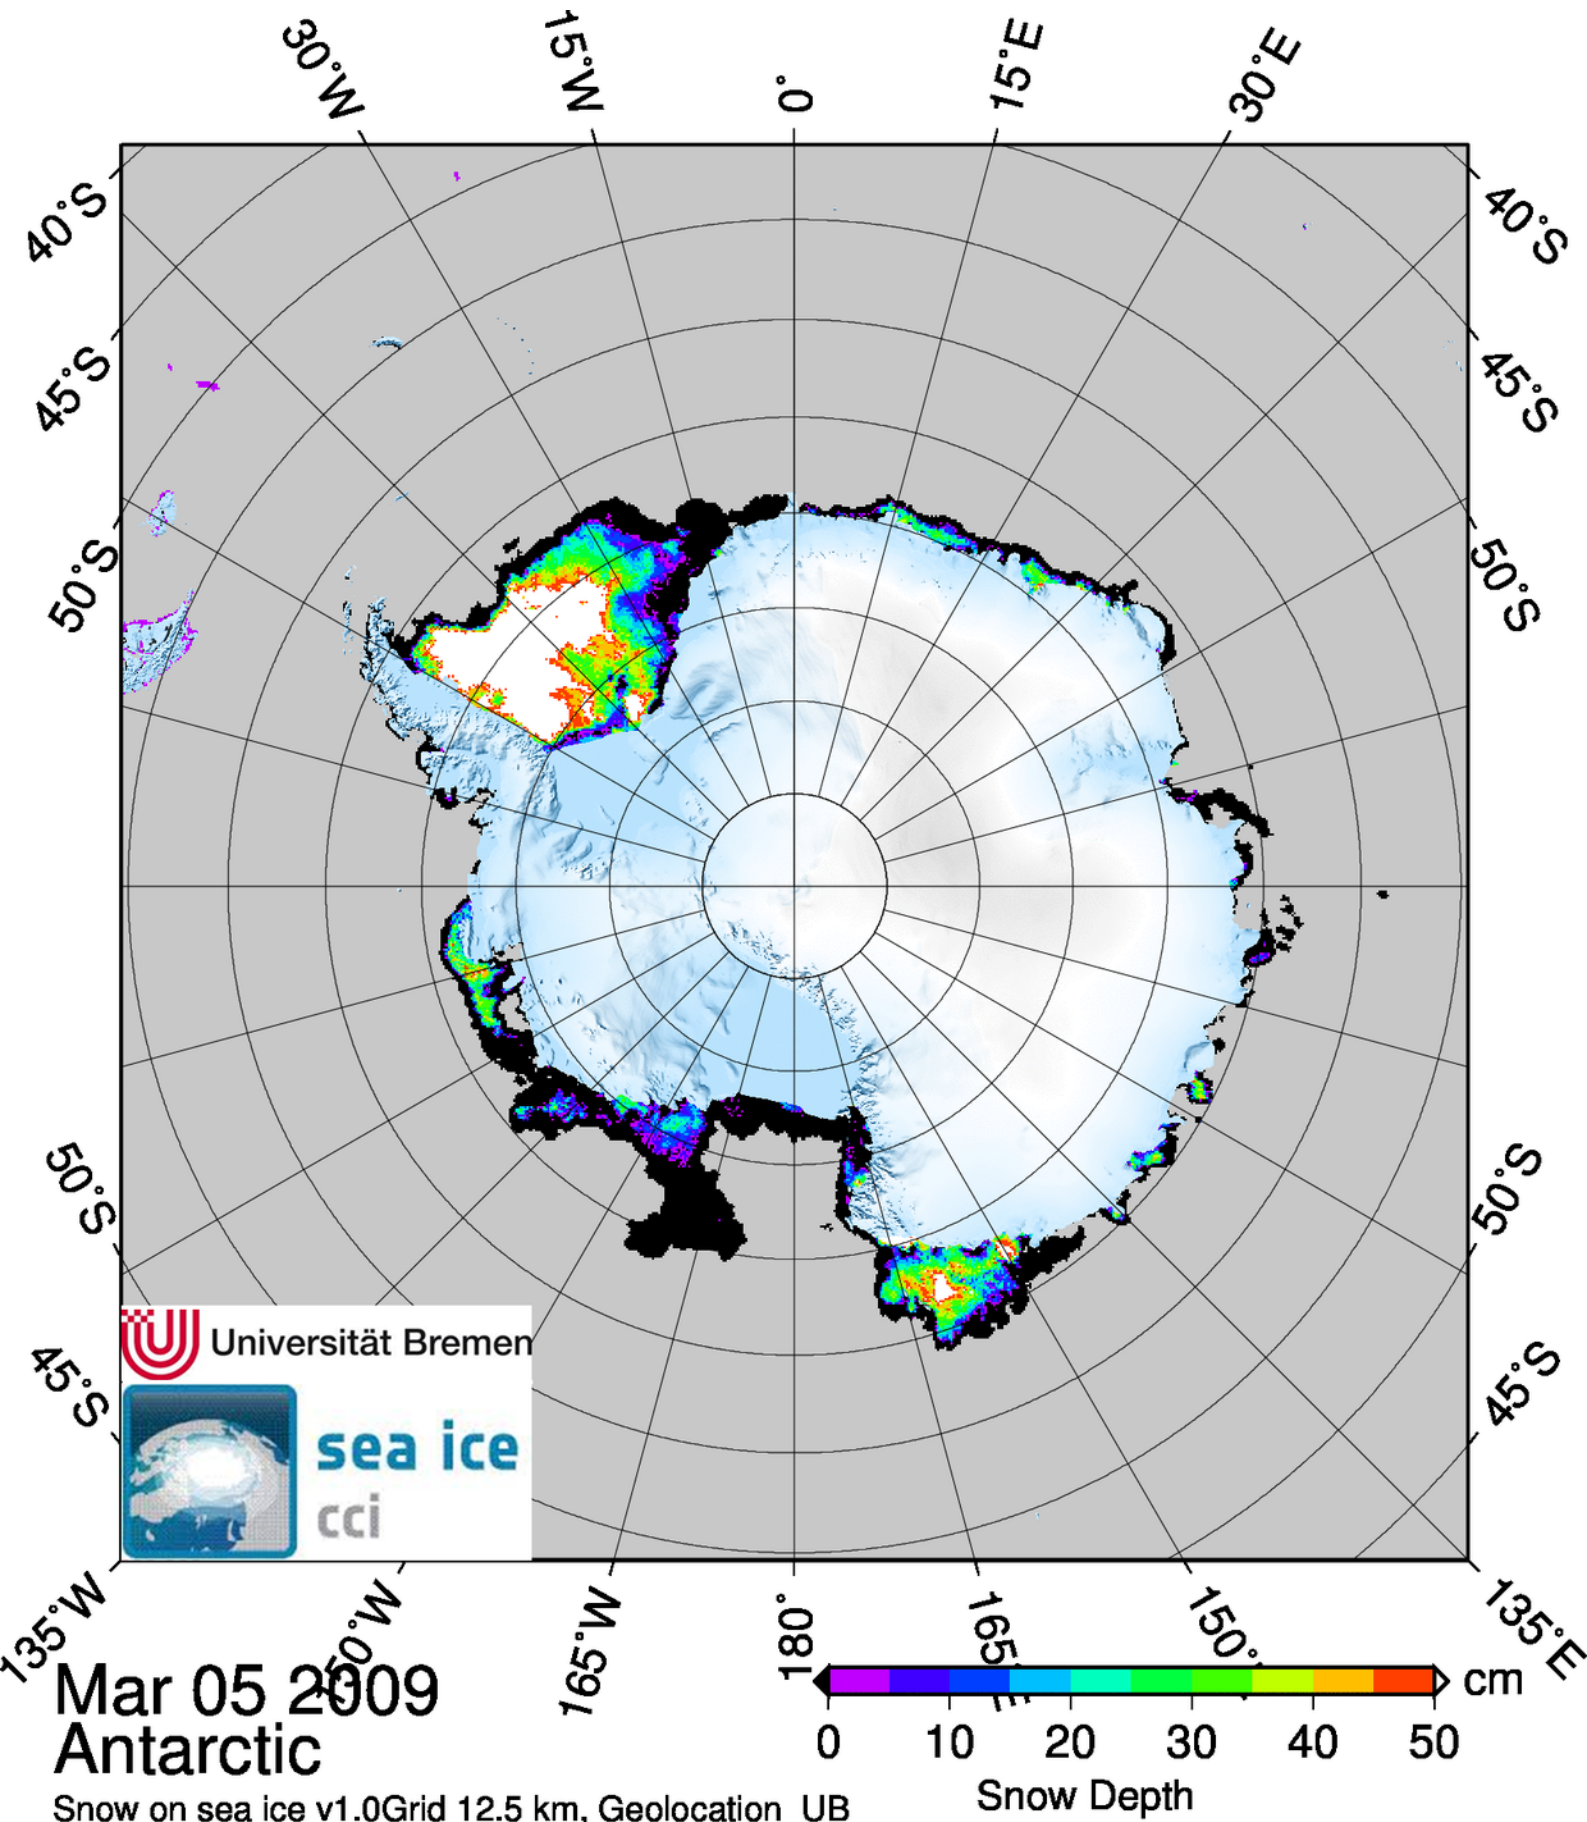 30°W 15°W 0° 15°E 30°E
40°S 40°S
45°S 45°S
50°S 50°S
50°S 50°S
45°S 45°S
Universität Bremen
sea ice
cci
135°W 150°W 165°W 180° 165°E 150° 135°E
Mar 05 2009
Antarctic
Snow on sea ice v1.0Grid 12.5 km, Geolocation UB
cm
0 10 20 30 40 50
Snow Depth